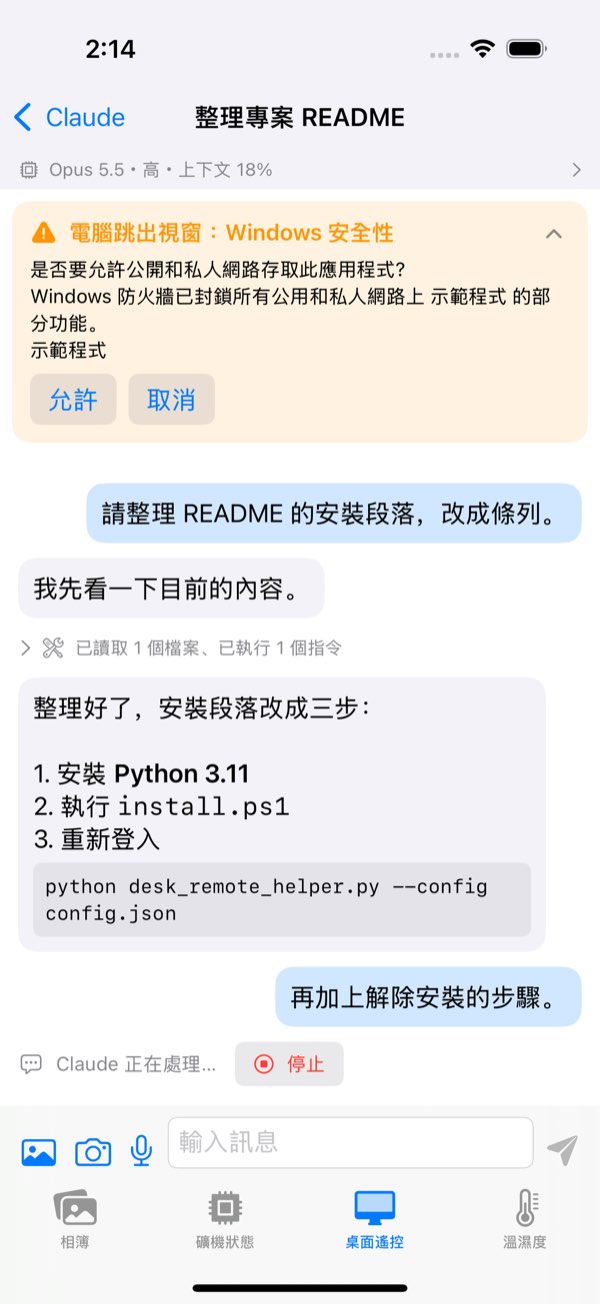 2:14
Claude
整理專案 README
Opus 5.5・高・上下文 18%
電腦跳出視窗：Windows 安全性
是否要允許公開和私人網路存取此應用程式?
Windows 防火牆已封鎖所有公用和私人網路上 示範程式 的部
分功能。
示範程式
允許 取消
請整理 README 的安裝段落，改成條列。
我先看一下目前的內容。
已讀取 1 個檔案、已執行 1 個指令
整理好了，安裝段落改成三步：
1. 安裝 Python 3.11
2. 執行 install.ps1
3. 重新登入
python desk_remote_helper.py --config
config.json
再加上解除安裝的步驟。
Claude 正在處理... 停止
輸入訊息
相簿 礦機狀態 桌面遙控 溫濕度